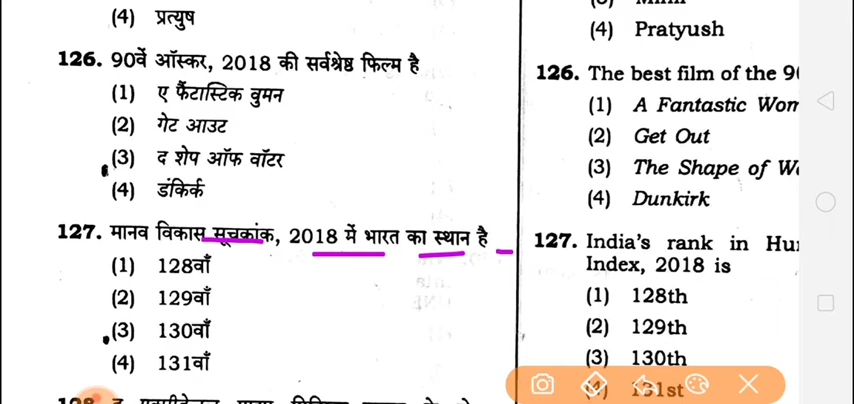 (4) प्रत्युष
126. 90वें ऑस्कर, 2018 की सर्वश्रेष्ठ फिल्म है
(1) ए फैंटास्टिक वुमन
(2) गेट आउट
(3) द शेप ऑफ वॉटर
(4) डंकिर्क
127. मानव विकास सूचकांक, 2018 में भारत का स्थान है
(1) 128वाँ
(2) 129वाँ
(3) 130वाँ
(4) 131वाँ
(4) Pratyush
126. The best film of the 90
(1) A Fantastic Wom
(2) Get Out
(3) The Shape of W
(4) Dunkirk
127. India's rank in Hu
Index, 2018 is
(1) 128th
(2) 129th
(3) 130th
(4) 131st